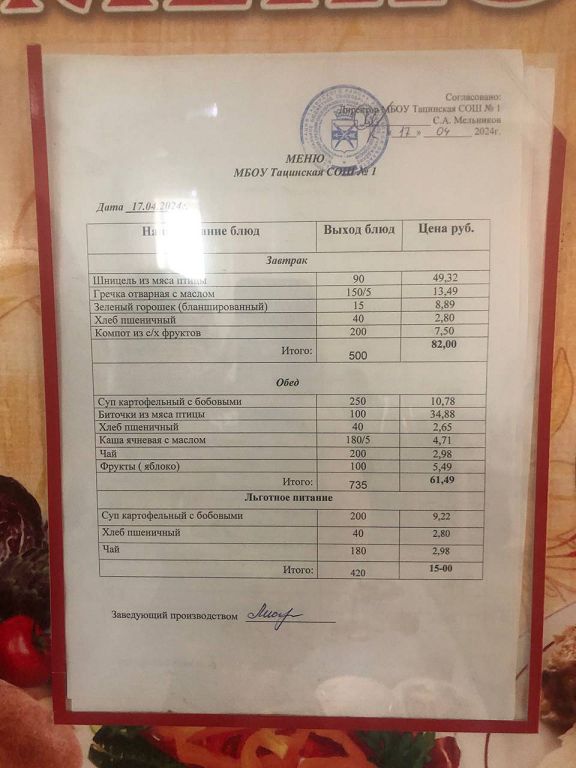 Согласовано:
Директор МБОУ Тацинская СОШ № 1
С.А. Мельников
« 17 » 04 2024г.
МЕНЮ
МБОУ Тацинская СОШ № 1
Дата 17.04.2024г.
блюд Выход блюд Цена руб.
Завтрак
Шницель из мяса птицы 90 49,32
Гречка отварная с маслом 150/5 13,49
Зеленый горошек (бланшированный) 15 8,89
Хлеб пшеничный 40 2,80
Компот из с/х фруктов 200 7,50
Итого: 500 82,00
Обед
Суп картофельный с бобовыми 250 10,78
Биточки из мяса птицы 100 34,88
Хлеб пшеничный 40 2,65
Каша ячневая с маслом 180/5 4,71
Чай 200 2,98
Фрукты ( яблоко) 100 5,49
Итого: 735 61,49
Льготное питание
Суп картофельный с бобовыми 200 9,22
Хлеб пшеничный 40 2,80
Чай 180 2,98
Итого: 420 15-00
Заведующий производством